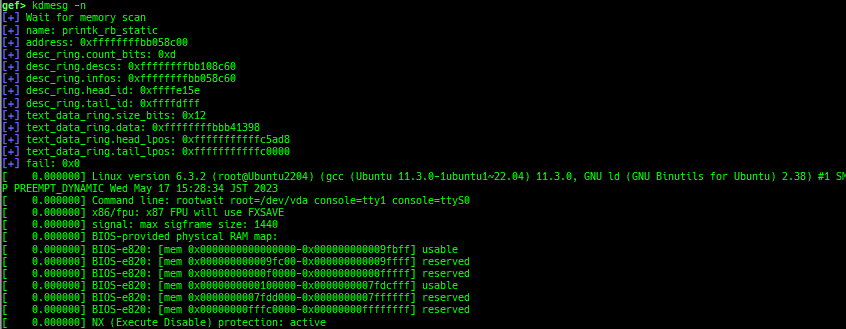 gef> kdmesg -n
[+] Wait for memory scan
[+] name: printk_rb_static
[+] address: 0xffffffffbb058c00
[+] desc_ring.count_bits: 0xd
[+] desc_ring.descs: 0xffffffffbb108c60
[+] desc_ring.infos: 0xffffffffbb058c60
[+] desc_ring.head_id: 0xffffe15e
[+] desc_ring.tail_id: 0xffffdfff
[+] text_data_ring.size_bits: 0x12
[+] text_data_ring.data: 0xffffffffbbb41398
[+] text_data_ring.head_lpos: 0xfffffffffffc5ad8
[+] text_data_ring.tail_lpos: 0xfffffffffffc0000
[+] fail: 0x0
[    0.000000] Linux version 6.3.2 (root@Ubuntu2204) (gcc (Ubuntu 11.3.0-1ubuntu1~22.04) 11.3.0, GNU ld (GNU Binutils for Ubuntu) 2.38) #1 SM
P PREEMPT_DYNAMIC Wed May 17 15:28:34 JST 2023
[    0.000000] Command line: rootwait root=/dev/vda console=tty1 console=ttyS0
[    0.000000] x86/fpu: x87 FPU will use FXSAVE
[    0.000000] signal: max sigframe size: 1440
[    0.000000] BIOS-provided physical RAM map:
[    0.000000] BIOS-e820: [mem 0x0000000000000000-0x000000000009fbff] usable
[    0.000000] BIOS-e820: [mem 0x000000000009fc00-0x000000000009ffff] reserved
[    0.000000] BIOS-e820: [mem 0x00000000000f0000-0x00000000000fffff] reserved
[    0.000000] BIOS-e820: [mem 0x0000000000100000-0x0000000007fdcfff] usable
[    0.000000] BIOS-e820: [mem 0x0000000007fdd000-0x0000000007ffffff] reserved
[    0.000000] BIOS-e820: [mem 0x00000000fffc0000-0x00000000ffffffff] reserved
[    0.000000] NX (Execute Disable) protection: active